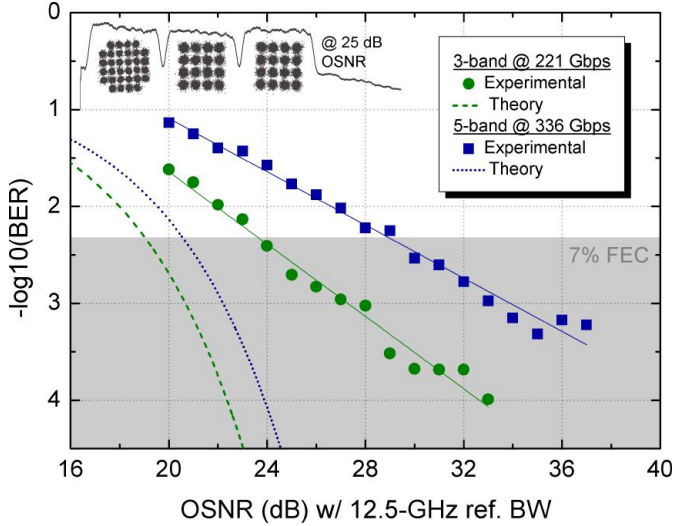 -log10(BER)
-0
1
2
3
4
@ 25 dB
OSNR
3-band @ 221 Gbps
Experimental
Theory
5-band @ 336 Gbps
Experimental
Theory
7% FEC
16 20 24 28 32 36 40
OSNR (dB) w/ 12.5-GHz ref. BW